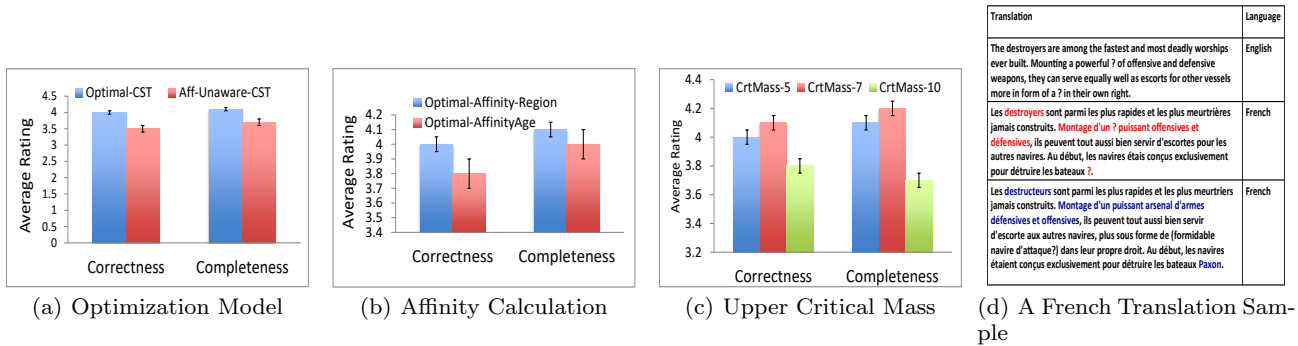 Optimal-CST Aff-Unaware-CST
4.5
4
3.5
3
2.5
2
1.5
1
0.5
0
Average Rating
Correctness Completeness
(a) Optimization Model
Optimal-Affinity-Region
Optimal-AffinityAge
4.2
4.1
4
3.9
3.8
3.7
3.6
3.5
3.4
Average Rating
Correctness Completeness
(b) Affinity Calculation
CrtMass-5 CrtMass-7 CrtMass-10
4.4
4.2
4
3.8
3.6
3.4
3.2
Average Rating
Correctness Completeness
(c) Upper Critical Mass
Translation Language
The destroyers are among the fastest and most deadly worships English
ever built. Mounting a powerful ? of offensive and defensive
weapons, they can serve equally well as escorts for other vessels
more in form of a ? in their own right.
Les destroyers sont parmi les plus rapides et les plus meurtrières French
jamais construits. Montage d'un ? puissant offensives et
défensives, ils peuvent tout aussi bien servir d'escortes pour les
autres navires. Au début, les navires étais conçus exclusivement
pour détruire les bateaux ?.
Les destructeurs sont parmi les plus rapides et les plus meurtriers French
jamais construits. Montage d'un puissant arsenal d'armes
défensives et offensives, ils peuvent tout aussi bien servir
d'escorte aux autres navires, plus sous forme de (formidable
navire d'attaque?) dans leur propre droit. Au début, les navires
étaient conçus exclusivement pour détruire les bateaux Paxon.
(d) A French Translation Sam-
ple